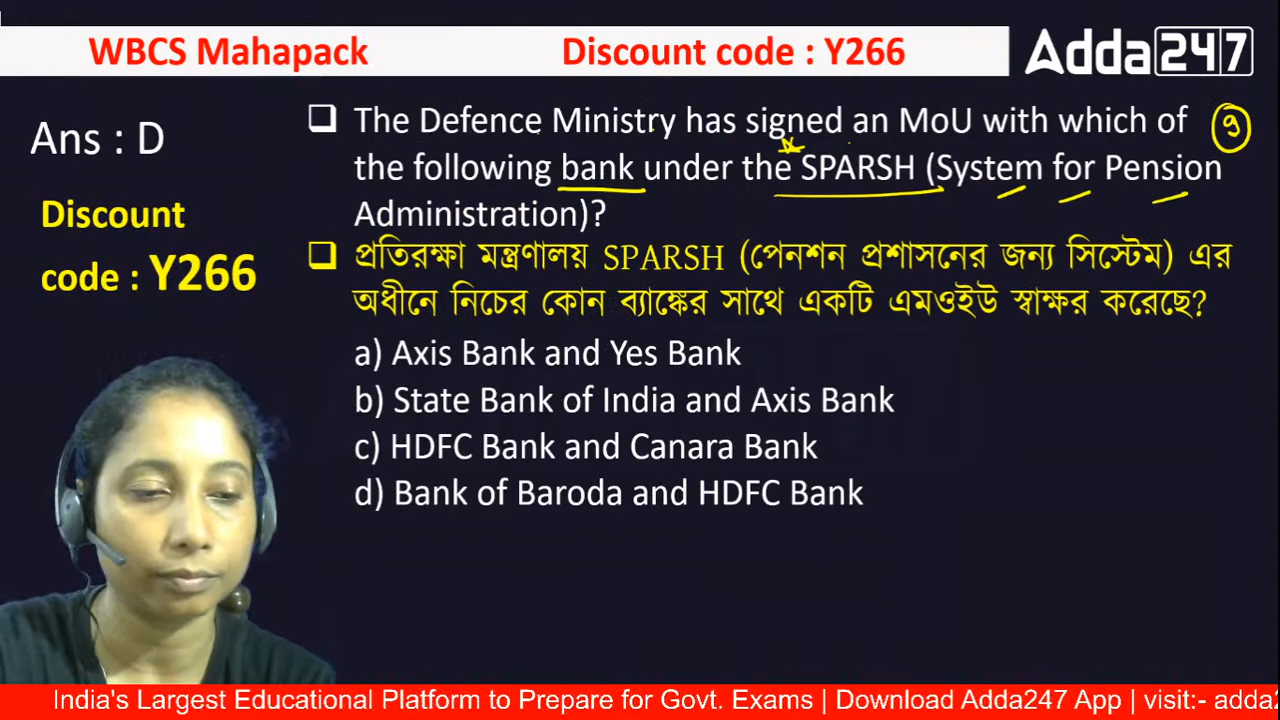 WBCS Mahapack Discount code : Y266 Adda247
Ans : D
Discount
code : Y266
The Defence Ministry has signed an MoU with which of 9
the following bank under the SPARSH (System for Pension
Administration)?
প্রতিরক্ষা মন্ত্রণালয় SPARSH (পেনশন প্রশাসনের জন্য সিস্টেম) এর
অধীনে নিচের কোন ব্যাঙ্কের সাথে একটি এমওইউ স্বাক্ষর করেছে?
a) Axis Bank and Yes Bank
b) State Bank of India and Axis Bank
c) HDFC Bank and Canara Bank
d) Bank of Baroda and HDFC Bank
India's Largest Educational Platform to Prepare for Govt. Exams | Download Adda247 App | visit:- adda2